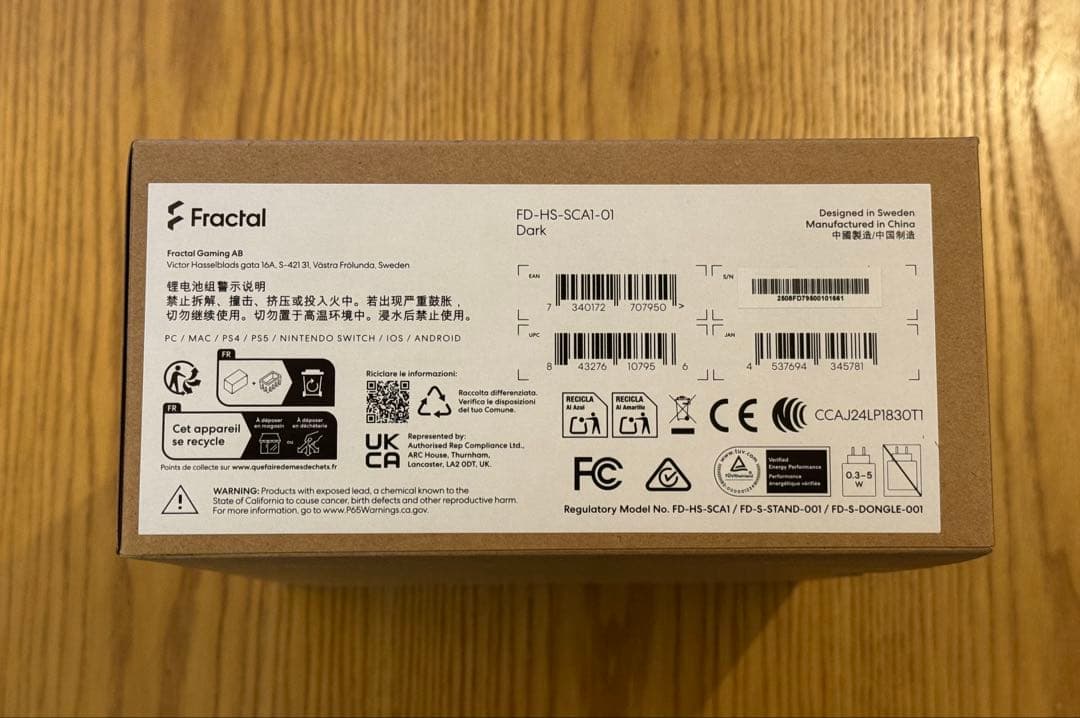 Fractal
FD-HS-SCA1-01
Dark
Designed in Sweden
Manufactured in China
中國製造/中国制造
Fractal Gaming AB
Victor Hasselblads gata 16A, S-421 31, Västra Frölunda, Sweden
锂电池组警示说明
禁止拆解、撞击、挤压或投入火中。若出现严重鼓胀，
切勿继续使用。切勿置于高温环境中。浸水后禁止使用。
PC / MAC / PS4 / PS5 / NINTENDO SWITCH / IOS / ANDROID
EAN
7 340172 707950 >
S/N
2508FD79500101661
UPC
8 43276 10795 6
JAN
4 537694 345781
FR
FR
Cet appareil
se recycle
À déposer
en magasin
OU
À déposer
en déchèterie
Points de collecte sur www.quefairedemesdechets.fr
Riciclare le informazioni:
Raccolta differenziata.
Verifica le disposizioni
del tuo Comune.
UK
CA
Represented by:
Authorised Rep Compliance Ltd.,
ARC House, Thurnham,
Lancaster, LA2 0DT, UK.
RECICLA
Al Azul
RECICLA
Al Amarillo
CE
CCAJ24LP1830T1
FC
www.tuv.com
TÜVRheinland
Verified
Energy Performance
Performance
énergétique vérifiée
0.3-5
W
WARNING: Products with exposed lead, a chemical known to the
State of California to cause cancer, birth defects and other reproductive harm.
For more information, go to www.P65Warnings.ca.gov.
Regulatory Model No. FD-HS-SCA1 / FD-S-STAND-001 / FD-S-DONGLE-001